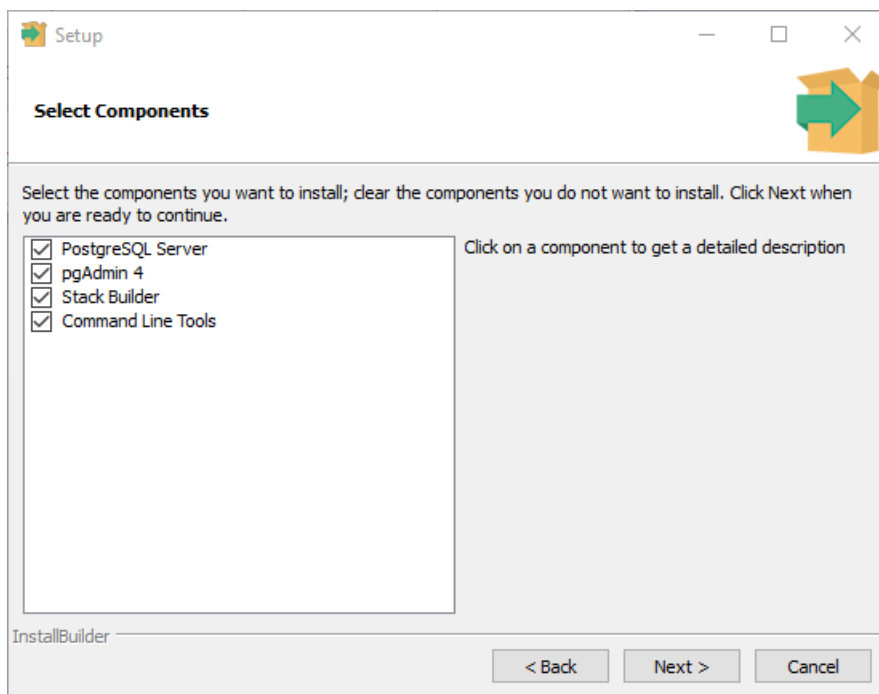 Setup
Select Components
Select the components you want to install; clear the components you do not want to install. Click Next when
you are ready to continue.
PostgreSQL Server
pgAdmin 4
Stack Builder
Command Line Tools
Click on a component to get a detailed description
InstallBuilder
< Back
Next >
Cancel